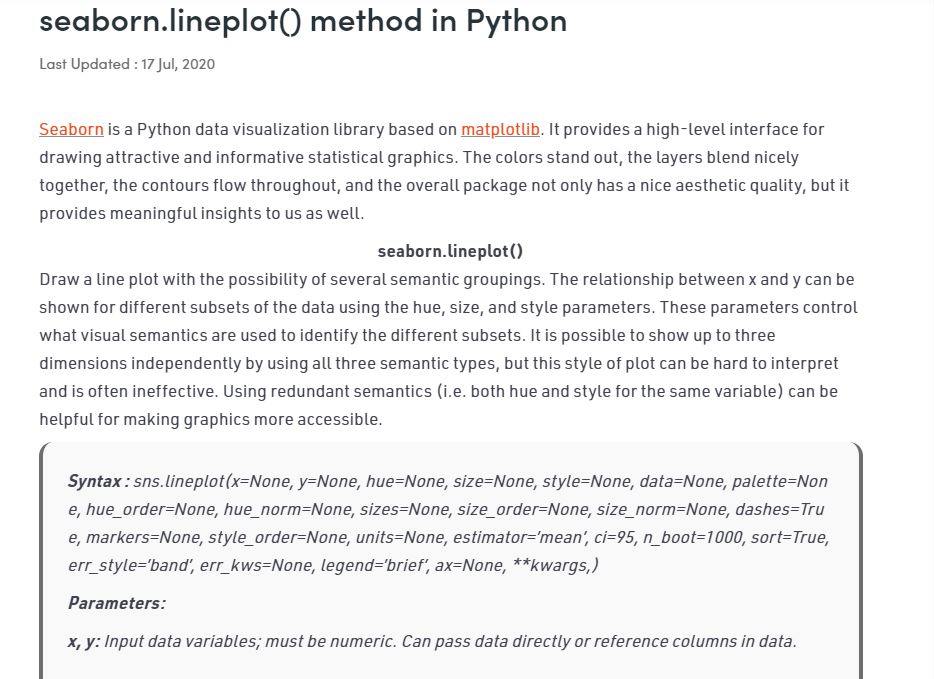 seaborn.lineplot() method in Python
Last Updated : 17 Jul, 2020
Seaborn is a Python data visualization library based on matplotlib. It provides a high-level interface for
drawing attractive and informative statistical graphics. The colors stand out, the layers blend nicely
together, the contours flow throughout, and the overall package not only has a nice aesthetic quality, but it
provides meaningful insights to us as well.
seaborn.lineplot()
Draw a line plot with the possibility of several semantic groupings. The relationship between x and y can be
shown for different subsets of the data using the hue, size, and style parameters. These parameters control
what visual semantics are used to identify the different subsets. It is possible to show up to three
dimensions independently by using all three semantic types, but this style of plot can be hard to interpret
and is often ineffective. Using redundant semantics (i.e. both hue and style for the same variable) can be
helpful for making graphics more accessible.
Syntax : sns.lineplot(x=None, y=None, hue=None, size=None, style=None, data=None, palette=Non
e, hue_order=None, hue_norm=None, sizes=None, size_order=None, size_norm=None, dashes=Tru
e, markers=None, style_order=None, units=None, estimator=’mean’, ci=95, n_boot=1000, sort=True,
err_style=’band’, err_kws=None, legend=’brief’, ax=None, **kwargs,)
Parameters:
x, y: Input data variables; must be numeric. Can pass data directly or reference columns in data.